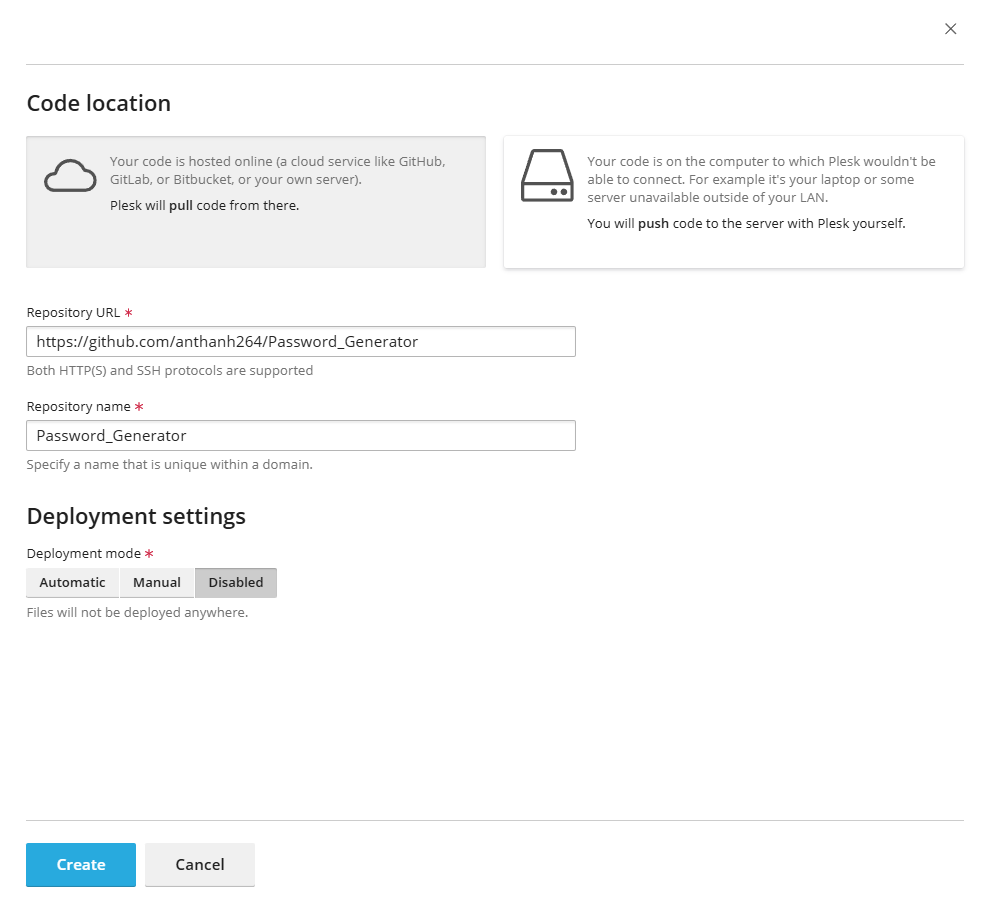 Code location
Your code is hosted online (a cloud service like GitHub,
GitLab, or Bitbucket, or your own server).
Plesk will pull code from there.
Your code is on the computer to which Plesk wouldn't be
able to connect. For example it's your laptop or some
server unavailable outside of your LAN.
You will push code to the server with Plesk yourself.
Repository URL *
https://github.com/anthanh264/Password_Generator
Both HTTP(S) and SSH protocols are supported
Repository name *
Password_Generator
Specify a name that is unique within a domain.
Deployment settings
Deployment mode *
Automatic Manual Disabled
Files will not be deployed anywhere.
Create Cancel